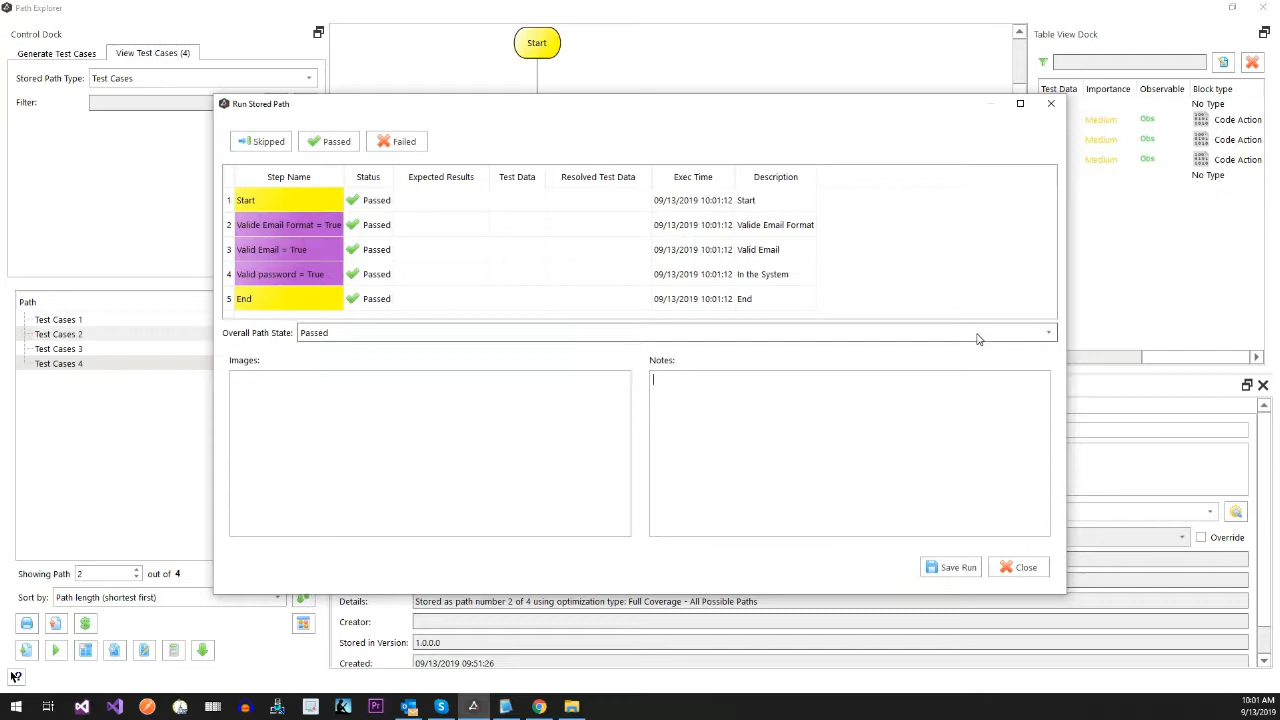 Path Explorer
Control Dock
Generate Test Cases
View Test Cases (4)
Stored Path Type:
Test Cases
Filter:
Start
Table View Dock
Test Data
Importance
Observable
Block type
No Type
Medium
Obs
Code Action
Medium
Obs
Code Action
Medium
Obs
Code Action
No Type
Run Stored Path
Skipped
Passed
Failed
Step Name
Status
Expected Results
Test Data
Resolved Test Data
Exec Time
Description
1 Start Passed 09/13/2019 10:01:12 Start
2 Valide Email Format = True Passed 09/13/2019 10:01:12 Valide Email Format
3 Valid Email = True Passed 09/13/2019 10:01:12 Valid Email
4 Valid password = True Passed 09/13/2019 10:01:12 In the System
5 End Passed 09/13/2019 10:01:12 End
Overall Path State:
Passed
Images:
Notes:
Save Run
Close
Path
Test Cases 1
Test Cases 2
Test Cases 3
Test Cases 4
Showing Path
2
out of 4
Sort by:
Path length (shortest first)
Override
Details:
Stored as path number 2 of 4 using optimization type: Full Coverage - All Possible Paths
Creator:
Stored in Version:
1.0.0.0
Created:
09/13/2019 09:51:26
10:01 AM
9/13/2019